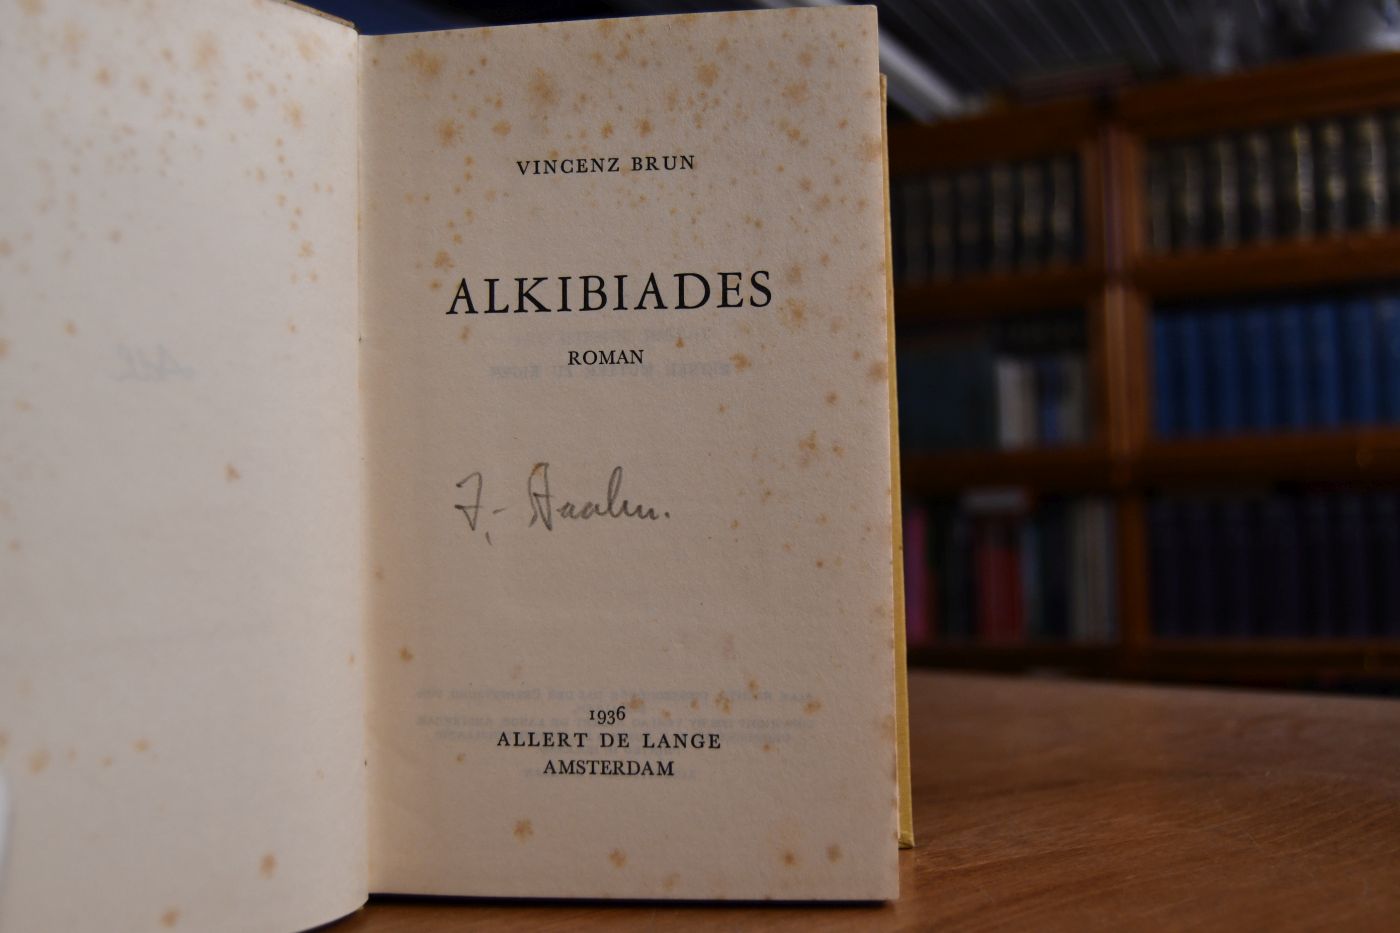 VINCENZ BRUN
ALKIBIADES
ROMAN
1936
ALLERT DE LANGE
AMSTERDAM